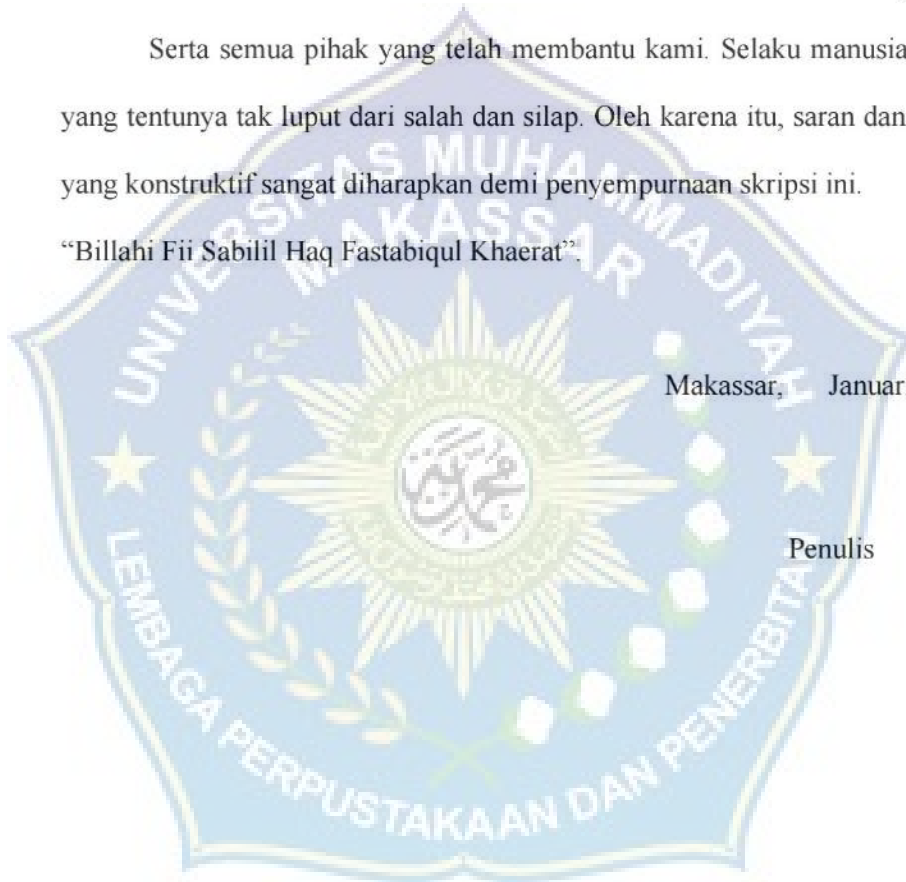 Serta semua pihak yang telah membantu kami. Selaku manusia
yang tentunya tak luput dari salah dan silap. Oleh karena itu, saran dan
yang konstruktif sangat diharapkan demi penyempurnaan skripsi ini.
“Billahi Fii Sabilil Haq Fastabiqul Khaerat”.
Makassar, Januar
Penulis
UNIVERSITAS MUHAMMADIYAH
MAKASSAR
محمدية
LEMBAGA PERPUSTAKAAN DAN PENERBITAN